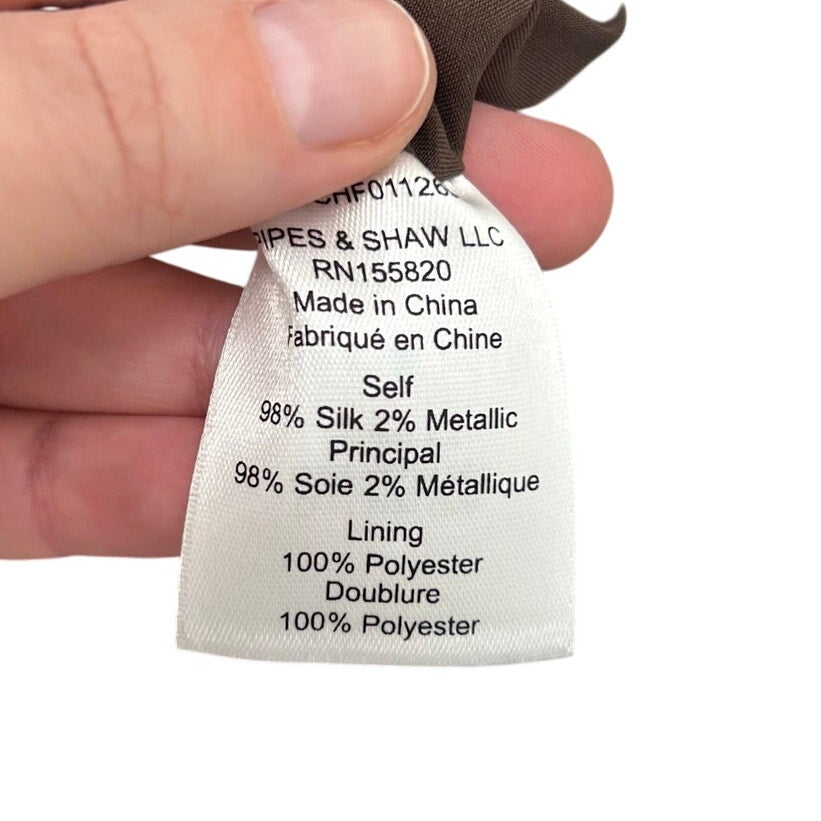 PIPES & SHAW LLC
RN155820
Made in China
Fabriqué en Chine
Self
98% Silk 2% Metallic
Principal
98% Soie 2% Métallique
Lining
100% Polyester
Doublure
100% Polyester